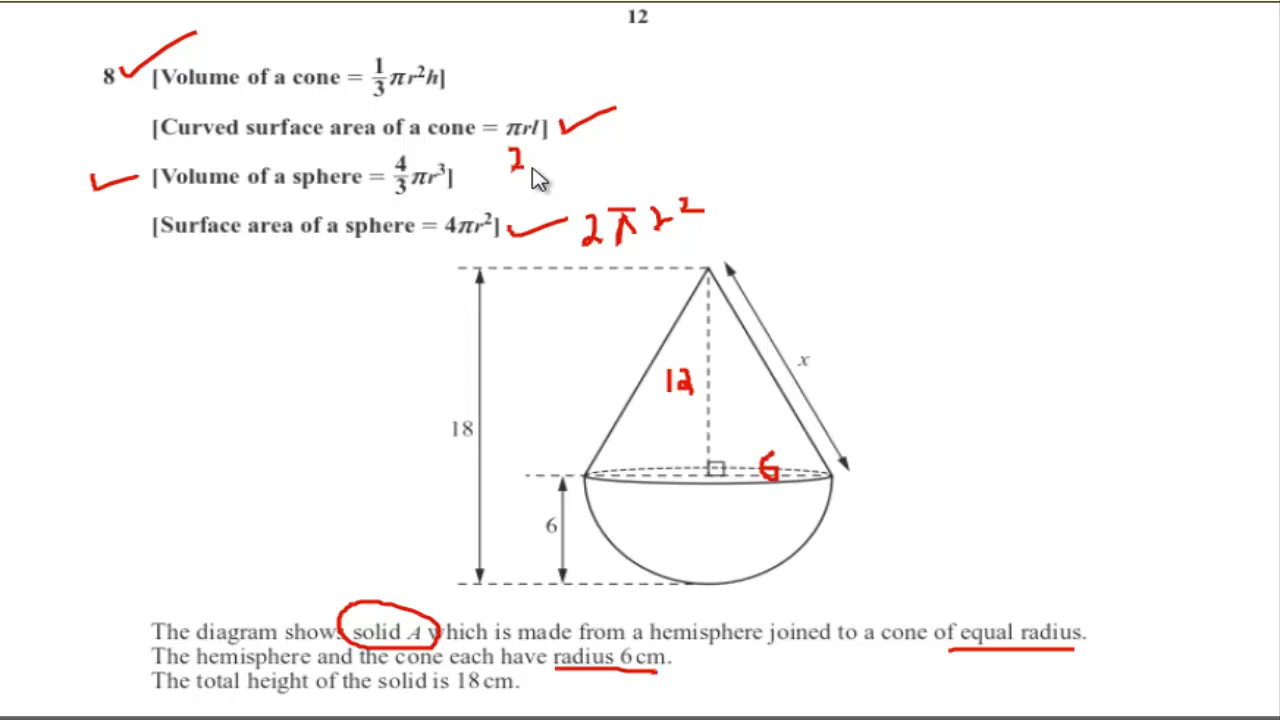 12
8 [Volume of a cone = 1/3 πr²h]
[Curved surface area of a cone = πrl]
2
[Volume of a sphere = 4/3 πr³]
[Surface area of a sphere = 4πr²] 2π2²
x
12
18
6
6
The diagram shows solid A which is made from a hemisphere joined to a cone of equal radius.
The hemisphere and the cone each have radius 6 cm.
The total height of the solid is 18 cm.